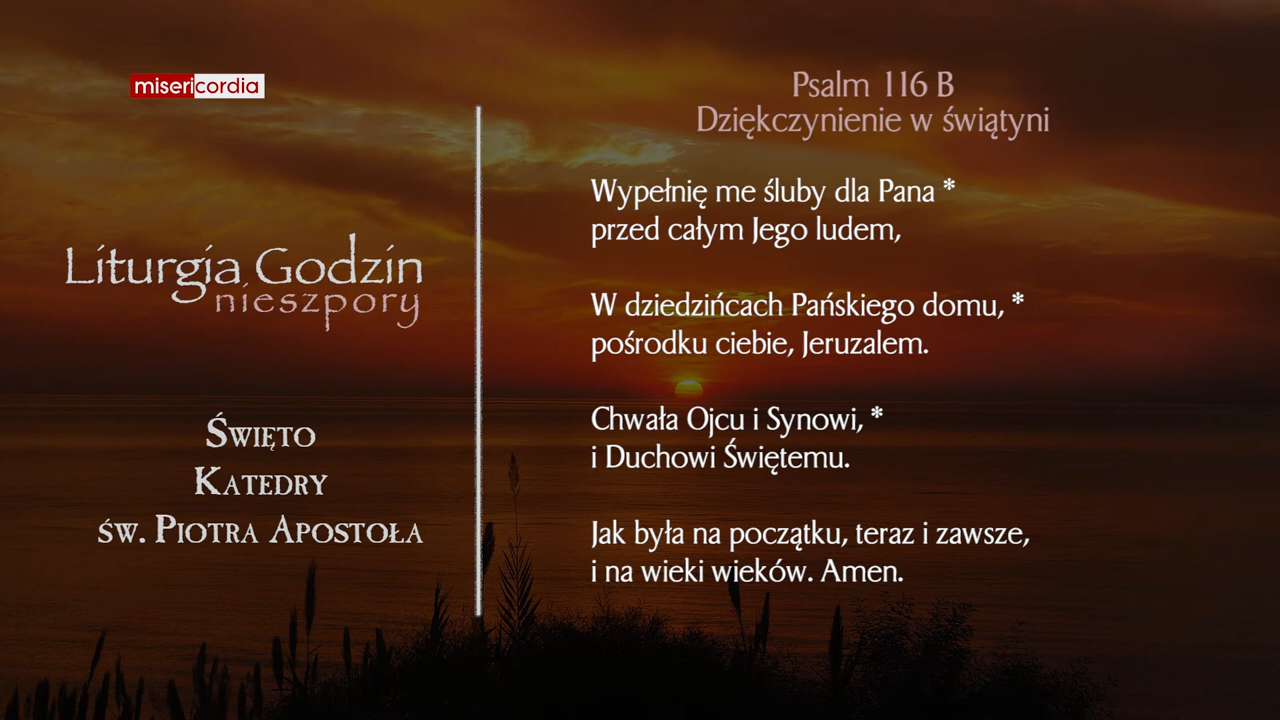 misericordia
Liturgia Godzin
nieszpory
Święto
Katedry
św. Piotra Apostoła
Psalm 116 B
Dziękczynienie w świątyni
Wypełnię me śluby dla Pana *
przed całym Jego ludem,
W dziedzińcach Pańskiego domu, *
pośrodku ciebie, Jeruzalem.
Chwała Ojcu i Synowi, *
i Duchowi Świętemu.
Jak była na początku, teraz i zawsze,
i na wieki wieków. Amen.